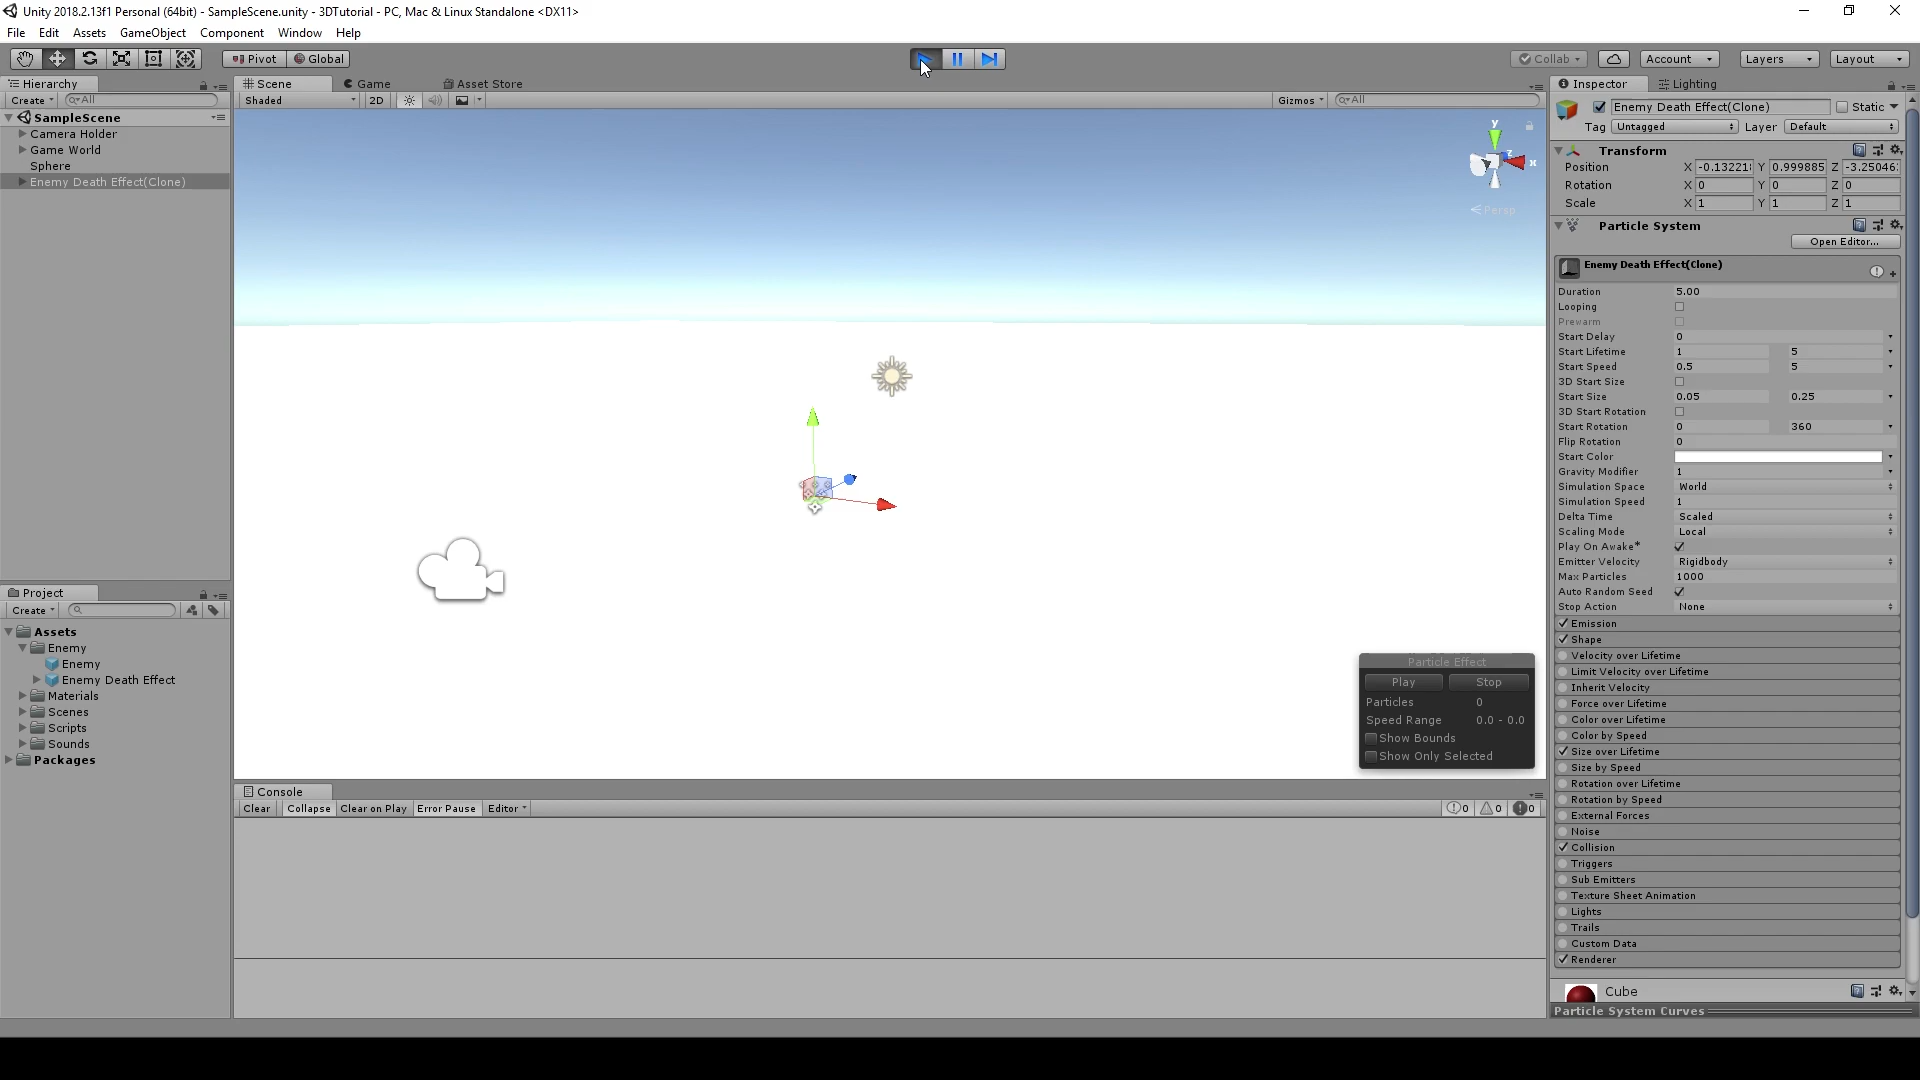 Unity 2018.2.13f1 Personal (64bit) - SampleScene.unity - 3DTutorial - PC, Mac & Linux Standalone <DX11>
File Edit Assets GameObject Component Window Help
Pivot Global Collab Account Layers Layout
Hierarchy
Create All
SampleScene
Camera Holder
Game World
Sphere
Enemy Death Effect(Clone)
Scene Game Asset Store
Shaded 2D Gizmos All
y
x
z
Persp
Particle Effect
Play Stop
Particles 0
Speed Range 0.0 - 0.0
Show Bounds
Show Only Selected
Project
Create
Assets
Enemy
Enemy
Enemy Death Effect
Materials
Scenes
Scripts
Sounds
Packages
Console
Clear Collapse Clear on Play Error Pause Editor 0 0 0
Inspector Lighting
Enemy Death Effect(Clone) Static
Tag Untagged Layer Default
Transform
Position X -0.13221 Y 0.999885 Z -3.25046
Rotation X 0 Y 0 Z 0
Scale X 1 Y 1 Z 1
Particle System
Open Editor...
Enemy Death Effect(Clone)
Duration 5.00
Looping
Prewarm
Start Delay 0
Start Lifetime 1 5
Start Speed 0.5 5
3D Start Size
Start Size 0.05 0.25
3D Start Rotation
Start Rotation 0 360
Flip Rotation 0
Start Color
Gravity Modifier 1
Simulation Space World
Simulation Speed 1
Delta Time Scaled
Scaling Mode Local
Play On Awake*
Emitter Velocity Rigidbody
Max Particles 1000
Auto Random Seed
Stop Action None
Emission
Shape
Velocity over Lifetime
Limit Velocity over Lifetime
Inherit Velocity
Force over Lifetime
Color over Lifetime
Color by Speed
Size over Lifetime
Size by Speed
Rotation over Lifetime
Rotation by Speed
External Forces
Noise
Collision
Triggers
Sub Emitters
Texture Sheet Animation
Lights
Trails
Custom Data
Renderer
Cube
Particle System Curves